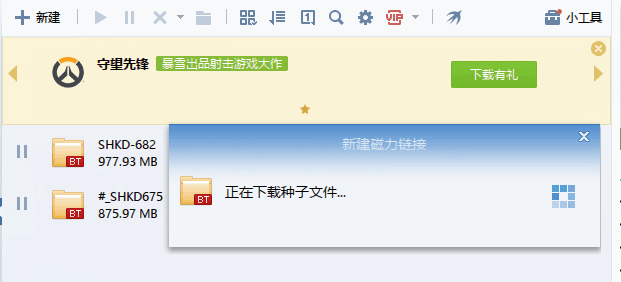 新建
1
VIP
小工具
守望先锋 暴雪出品射击游戏大作
下载有礼
SHKD-682
977.93 MB
BT
#_SHKD675
875.97 MB
BT
新建磁力链接
正在下载种子文件...
BT